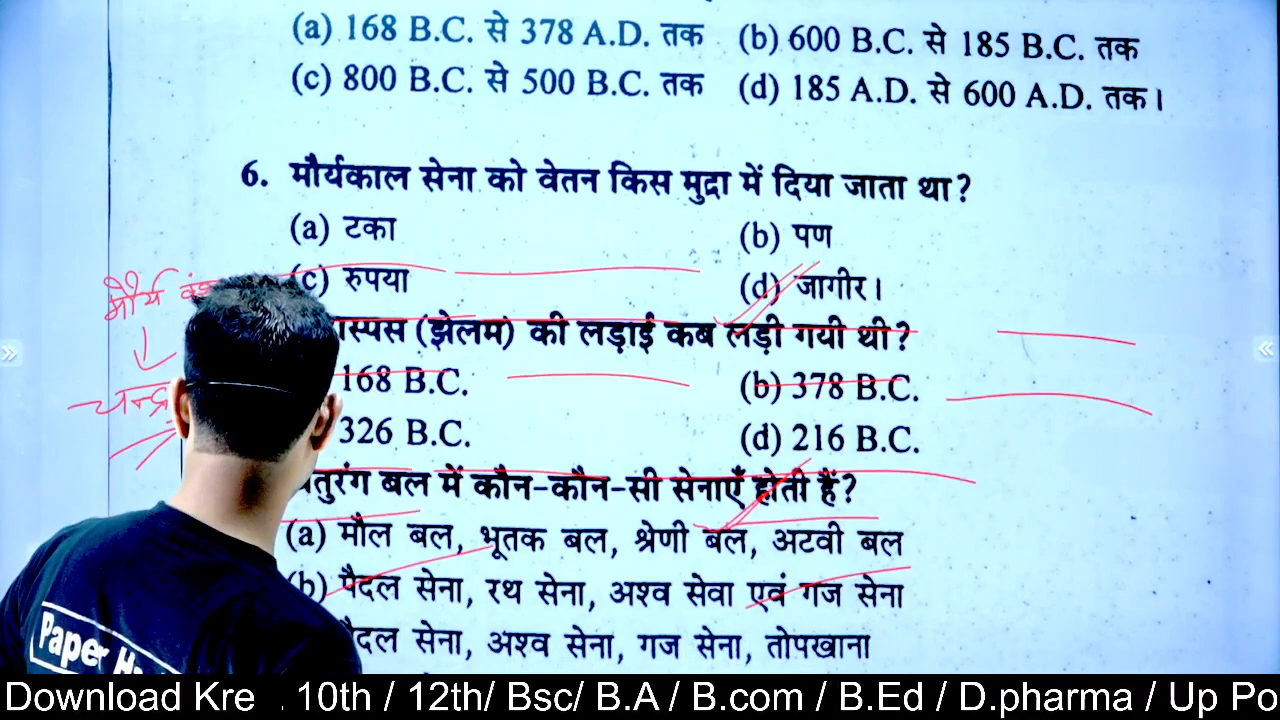 (a) 168 B.C. से 378 A.D. तक (b) 600 B.C. से 185 B.C. तक
(c) 800 B.C. से 500 B.C. तक (d) 185 A.D. से 600 A.D. तक।
6. मौर्यकाल सेना को वेतन किस मुद्रा में दिया जाता था?
(a) टका (b) पण
(c) रुपया (d) जागीर।
मौर्य वंश
(झेलम) की लड़ाई कब लड़ी गयी थी?
168 B.C. (b) 378 B.C.
चन्द्र
326 B.C. (d) 216 B.C.
बल में कौन-कौन-सी सेनाएँ होती हैं?
(a) मौल बल, भूतक बल, श्रेणी बल, अटवी बल
(b) पैदल सेना, रथ सेना, अश्व सेवा एवं गज सेना
सेना, अश्व सेना, गज सेना, तोपखाना
Paper
Download Kre . 10th / 12th/ Bsc/ B.A / B.com / B.Ed / D.pharma / Up Po